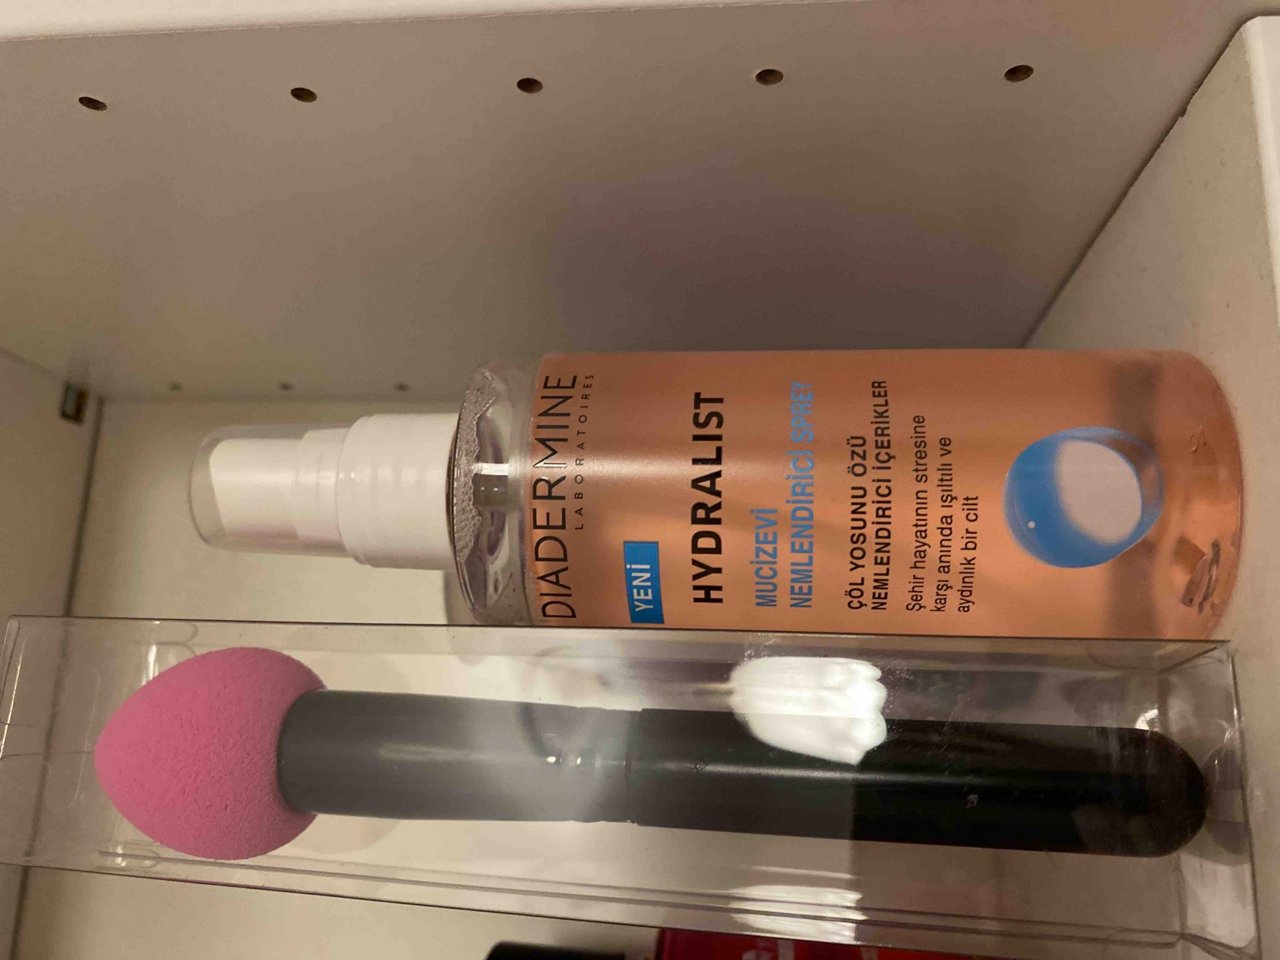 DIADERMINE
LABORATOIRES
YENİ
HYDRALIST
MUCİZEVİ
NEMLENDİRİCİ SPREY
ÇÖL YOSUNU ÖZÜ
NEMLENDİRİCİ İÇERİKLER
Şehir hayatının stresine
karşı anında ışıltılı ve
aydınlık bir cilt